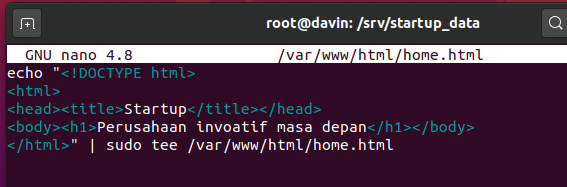 root@davin: /srv/startup_data
GNU nano 4.8 /var/www/html/home.html
echo "<!DOCTYPE html>
<html>
<head><title>Startup</title></head>
<body><h1>Perusahaan invoatif masa depan</h1></body>
</html>" | sudo tee /var/www/html/home.html